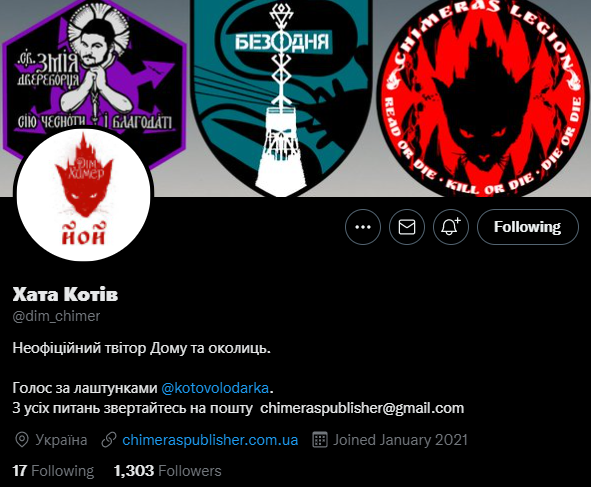 .СВ.
ЗМІЯ
ДВЕРЕБОРЦЯ
СІЮ ЧЕСНОТИ — І БЛАГОДАТІ
БЕЗОДНЯ
CHIMERAS LEGION
READ OR DIE · KILL OR DIE · DIE OR DIE
Дім
Химер
йой
Following
Хата Котів
@dim_chimer
Неофіційний твітор Дому та околиць.
Голос за лаштунками @kotovolodarka.
З усіх питань звертайтесь на пошту chimeraspublisher@gmail.com
Україна chimeraspublisher.com.ua Joined January 2021
17 Following 1,303 Followers